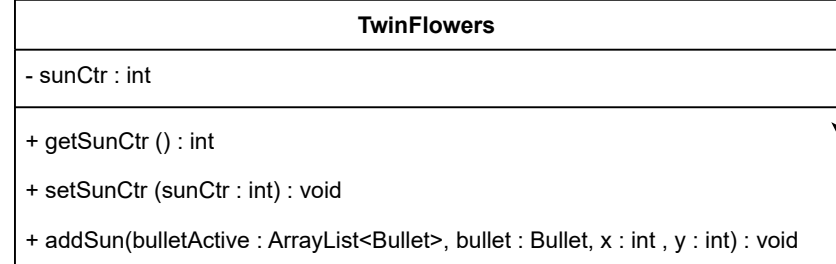 TwinFlowers
- sunCtr : int
+ getSunCtr () : int
+ setSunCtr (sunCtr : int) : void
+ addSun(bulletActive : ArrayList<Bullet>, bullet : Bullet, x : int , y : int) : void